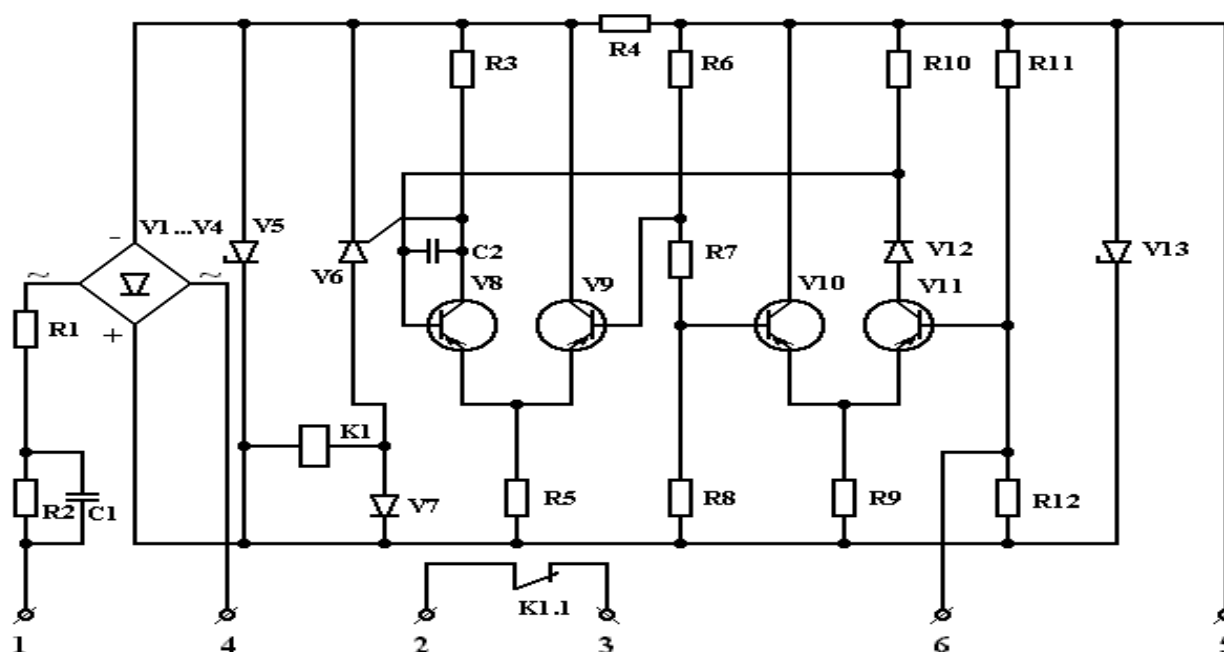 R4
R3
R6
R10
R11
V1...V4
V5
-
~
~
V6
C2
R7
V12
V13
V8
V9
V10
V11
R1
+
K1
R2
C1
V7
R5
R8
R9
R12
K1.1
1
4
2
3
6